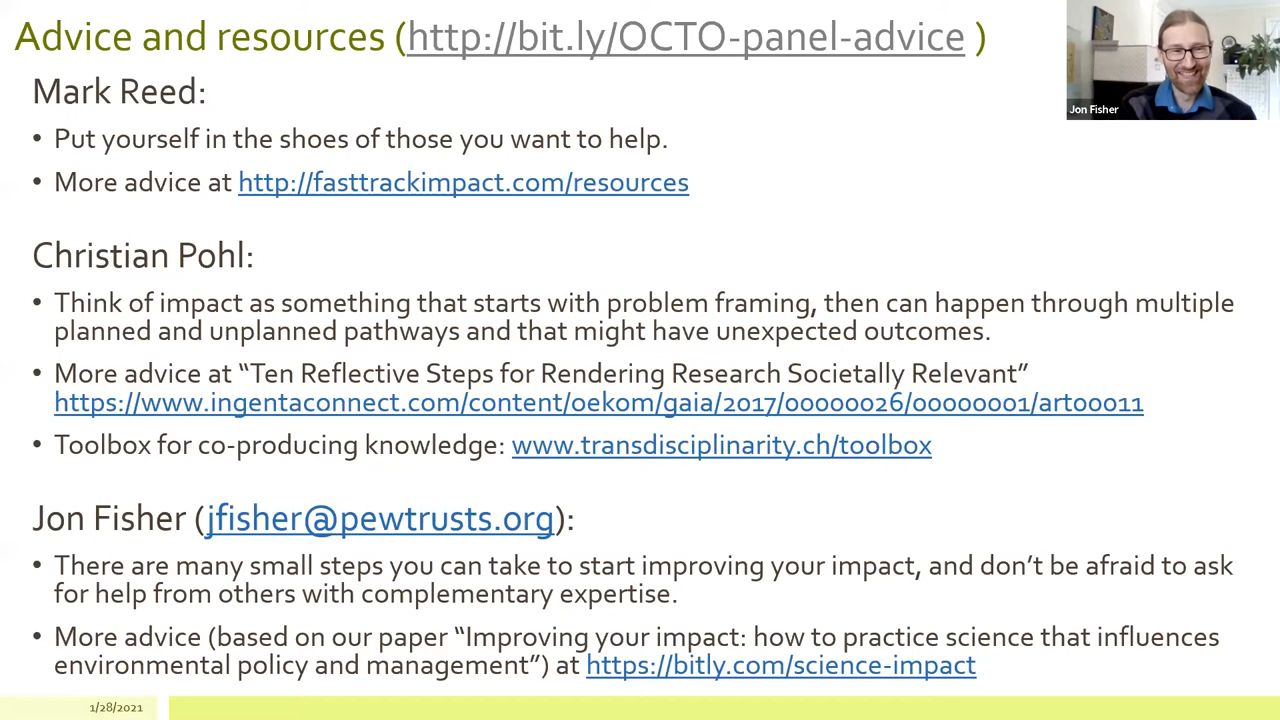 Advice and resources (http://bit.ly/OCTO-panel-advice )
Jon Fisher
Mark Reed:
• Put yourself in the shoes of those you want to help.
• More advice at http://fasttrackimpact.com/resources
Christian Pohl:
• Think of impact as something that starts with problem framing, then can happen through multiple
planned and unplanned pathways and that might have unexpected outcomes.
• More advice at “Ten Reflective Steps for Rendering Research Societally Relevant”
https://www.ingentaconnect.com/content/oekom/gaia/2017/00000026/00000001/art00011
• Toolbox for co-producing knowledge: www.transdisciplinarity.ch/toolbox
Jon Fisher (jfisher@pewtrusts.org):
• There are many small steps you can take to start improving your impact, and don’t be afraid to ask
for help from others with complementary expertise.
• More advice (based on our paper “Improving your impact: how to practice science that influences
environmental policy and management”) at https://bitly.com/science-impact
1/28/2021